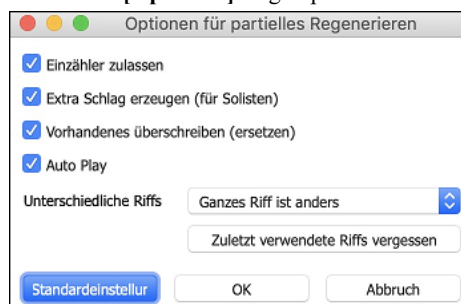 Optionen für partielles Regenerieren
Einzähler zulassen
Extra Schlag erzeugen (für Solisten)
Vorhandenes überschreiben (ersetzen)
Auto Play
Unterschiedliche Riffs Ganzes Riff ist anders
Zuletzt verwendete Riffs vergessen
Standardeinstellur OK Abbruch